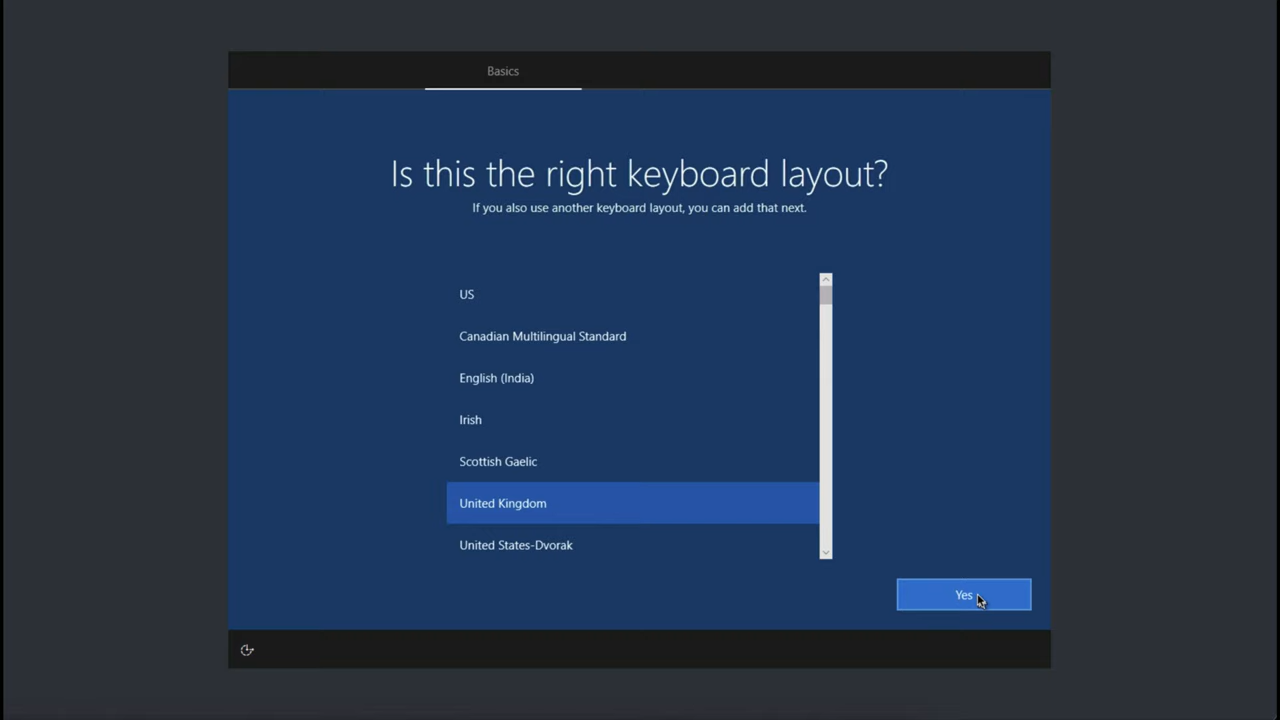 Basics
Is this the right keyboard layout?
If you also use another keyboard layout, you can add that next.
US
Canadian Multilingual Standard
English (India)
Irish
Scottish Gaelic
United Kingdom
United States-Dvorak
Yes